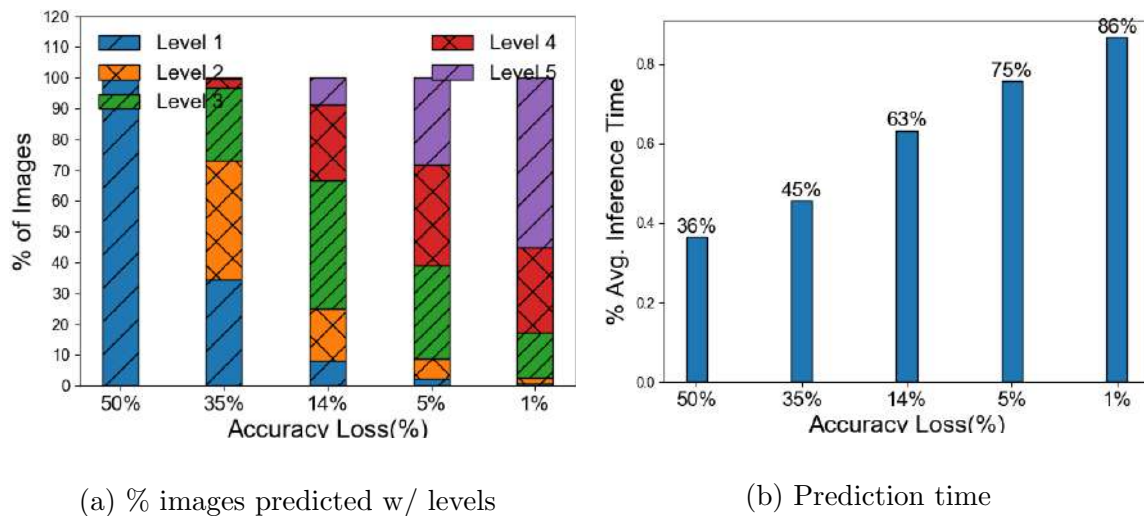 120
110
100
90
80
70
60
50
40
30
20
10
0
% of Images
Level 1
Level 2
Level 3
Level 4
Level 5
50% 35% 14% 5% 1%
Accuracy Loss(%)
(a) % images predicted w/ levels
0.8
0.6
0.4
0.2
0.0
% Avg. Inference Time
36% 45% 63% 75% 86%
50% 35% 14% 5% 1%
Accuracy Loss(%)
(b) Prediction time